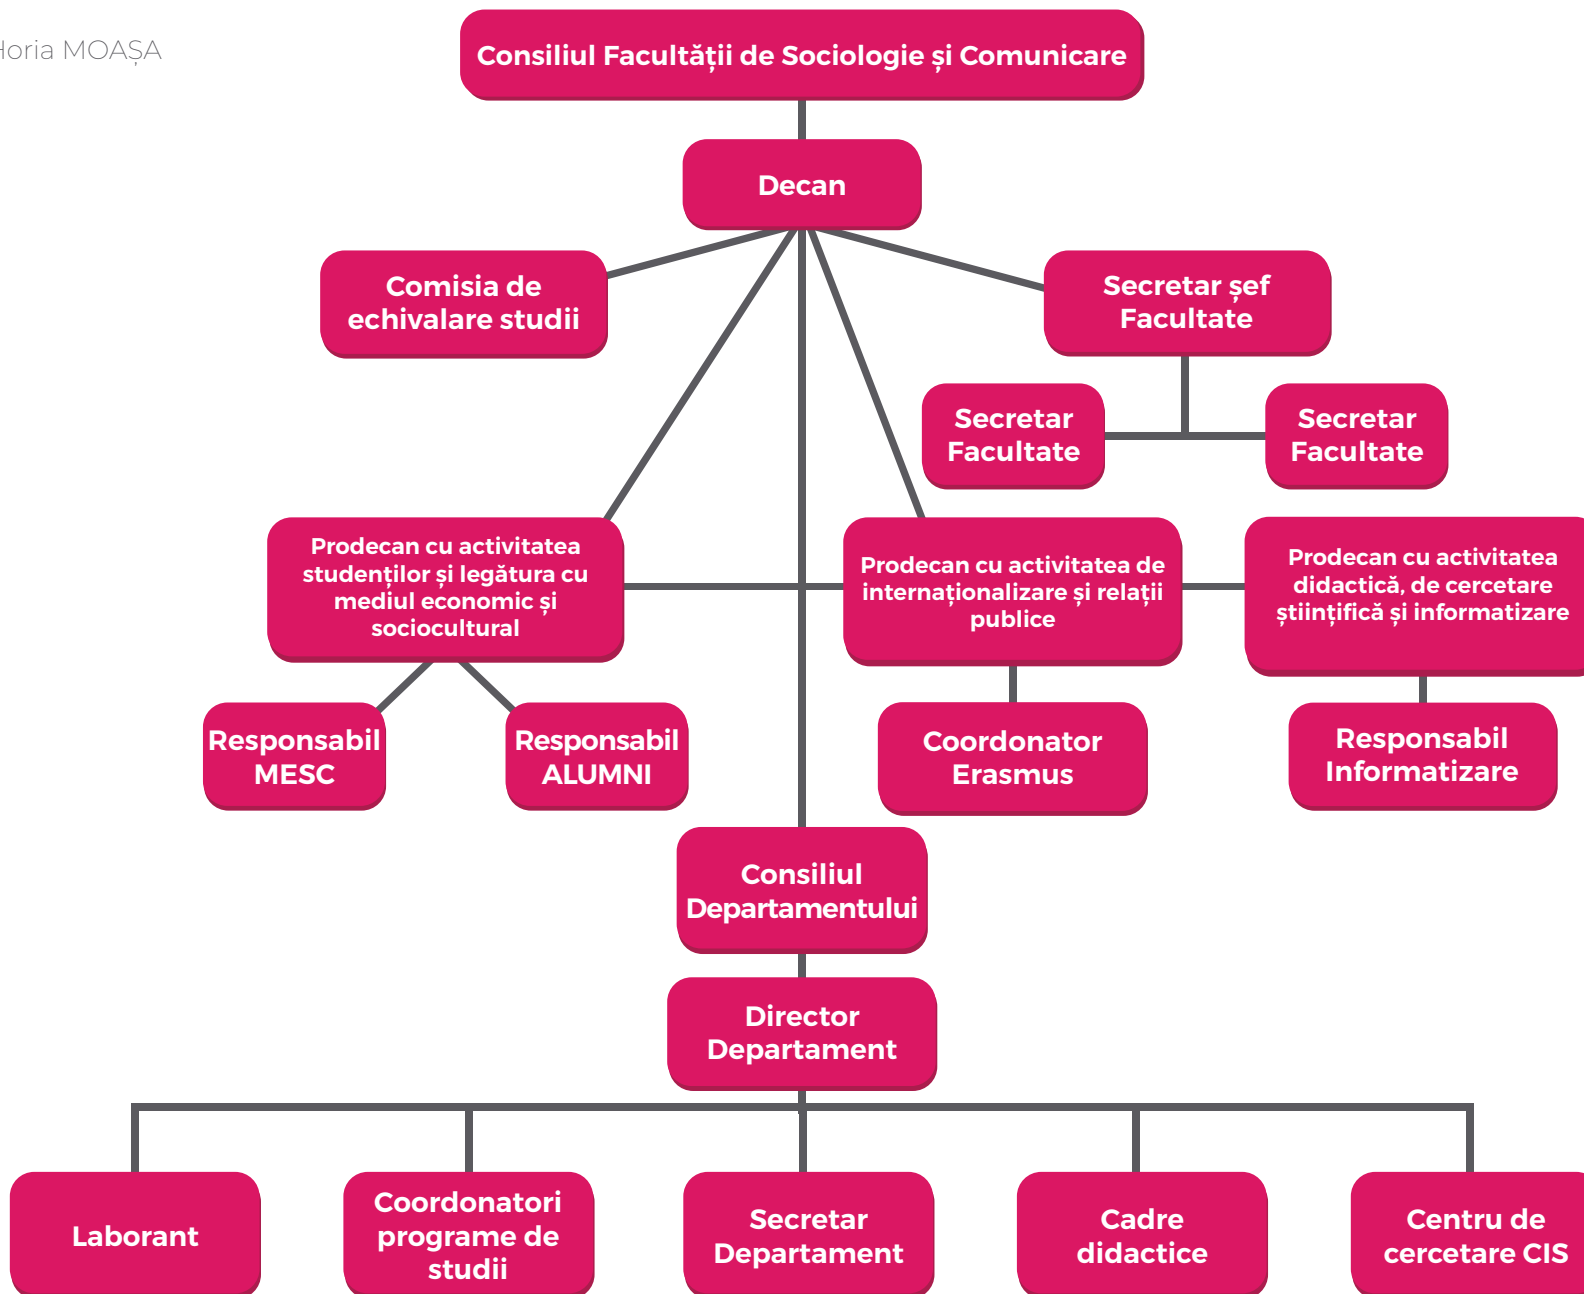 Horia MOAȘA
Consiliul Facultății de Sociologie și Comunicare
Decan
Comisia de
echivalare studii
Secretar șef
Facultate
Secretar
Facultate
Secretar
Facultate
Prodecan cu activitatea
studenților și legătura cu
mediul economic și
sociocultural
Prodecan cu activitatea de
internaționalizare și relații
publice
Prodecan cu activitatea
didactică, de cercetare
științifică și informatizare
Responsabil
MESC
Responsabil
ALUMNI
Coordonator
Erasmus
Responsabil
Informatizare
Consiliul
Departamentului
Director
Departament
Laborant
Coordonatori
programe de
studii
Secretar
Departament
Cadre
didactice
Centru de
cercetare CIS